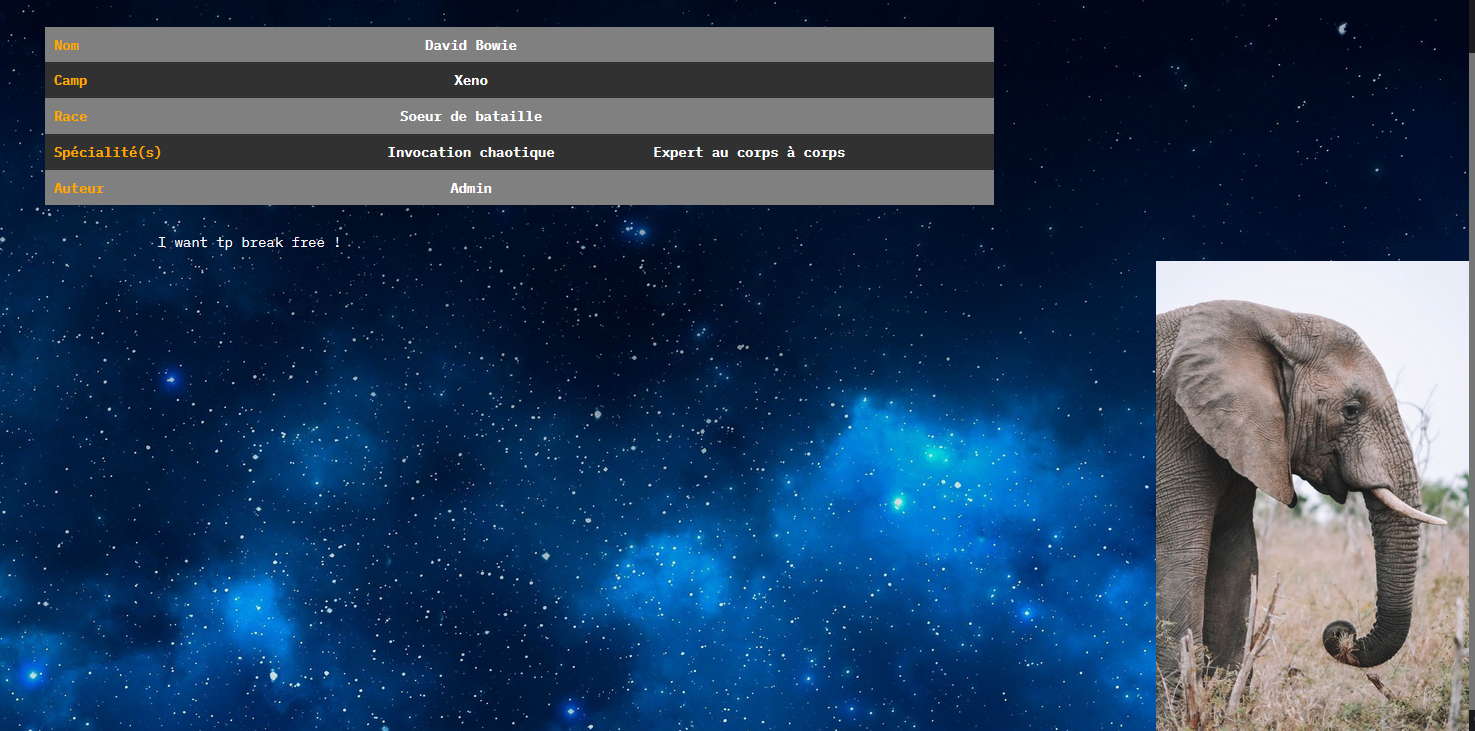 Nom David Bowie
Camp Xeno
Race Soeur de bataille
Spécialité(s) Invocation chaotique Expert au corps à corps
Auteur Admin
I want tp break free !